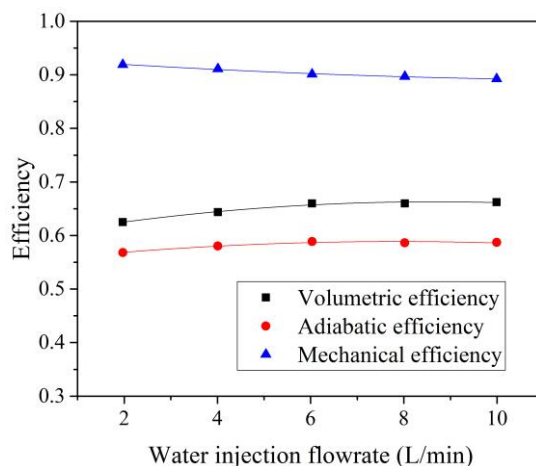 1.0
0.9
0.8
0.7
0.6
0.5
0.4
0.3
Efficiency
Volumetric efficiency
Adiabatic efficiency
Mechanical efficiency
2 4 6 8 10
Water injection flowrate (L/min)